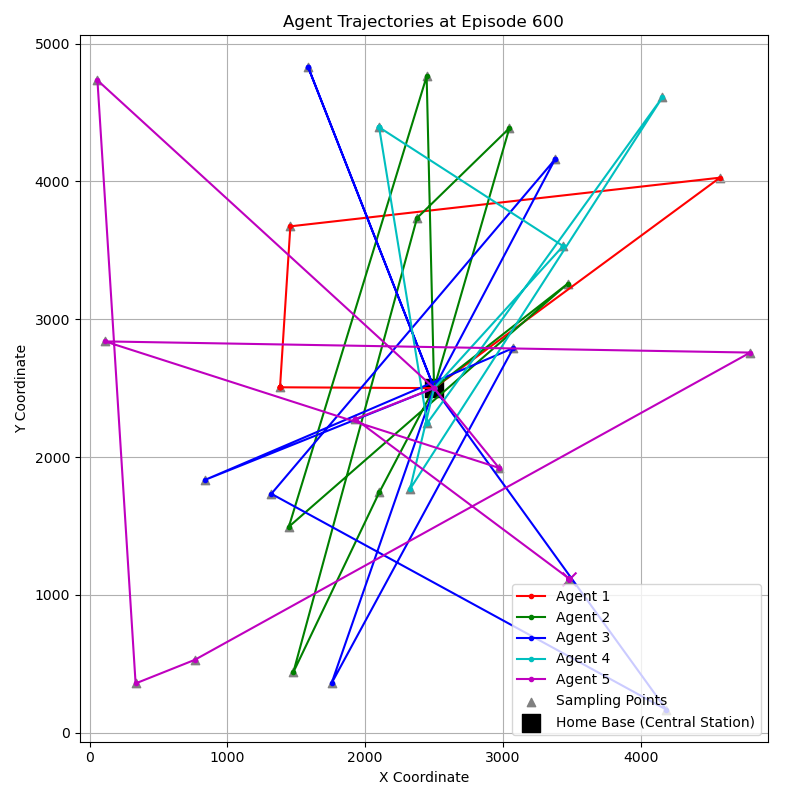 Agent Trajectories at Episode 600
5000
4000
3000
2000
1000
0
Y Coordinate
0 1000 2000 3000 4000
X Coordinate
Agent 1
Agent 2
Agent 3
Agent 4
Agent 5
Sampling Points
Home Base (Central Station)